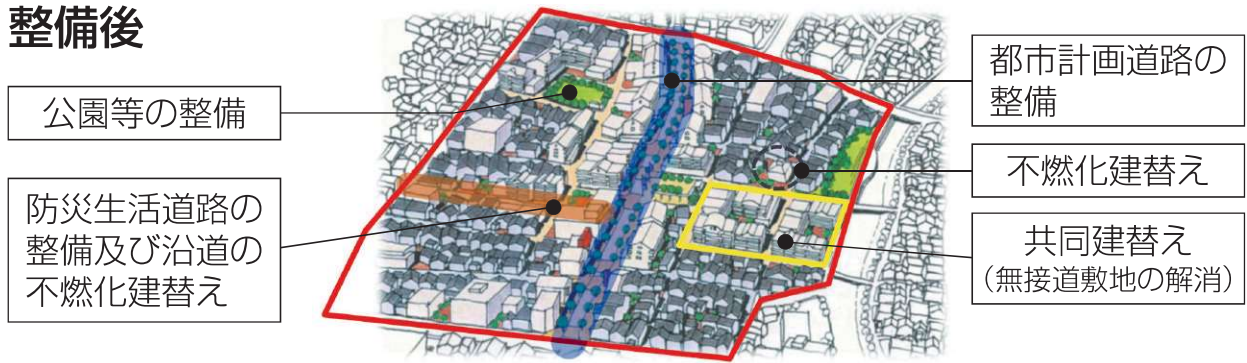 整備後
公園等の整備
防災生活道路の
整備及び沿道の
不燃化建替え
都市計画道路の
整備
不燃化建替え
共同建替え
（無接道敷地の解消）